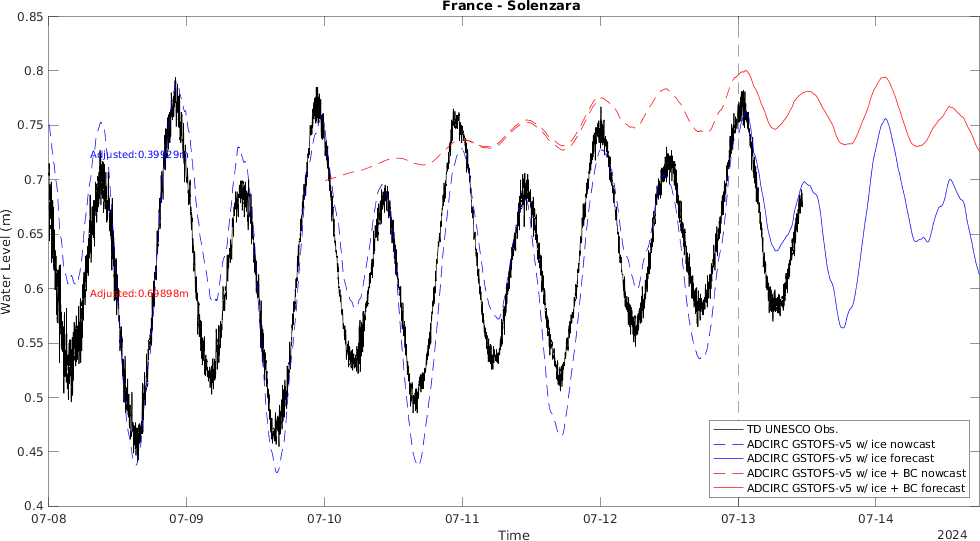 France - Solenzara
0.85
0.8
0.75
0.7
0.65
0.6
0.55
0.5
0.45
0.4
Water Level (m)
Adjusted:0.39929m
Adjusted:0.69898m
TD UNESCO Obs.
ADCIRC GSTOFS-v5 w/ ice nowcast
ADCIRC GSTOFS-v5 w/ ice forecast
ADCIRC GSTOFS-v5 w/ ice + BC nowcast
ADCIRC GSTOFS-v5 w/ ice + BC forecast
07-08 07-09 07-10 07-11 07-12 07-13 07-14
Time
2024